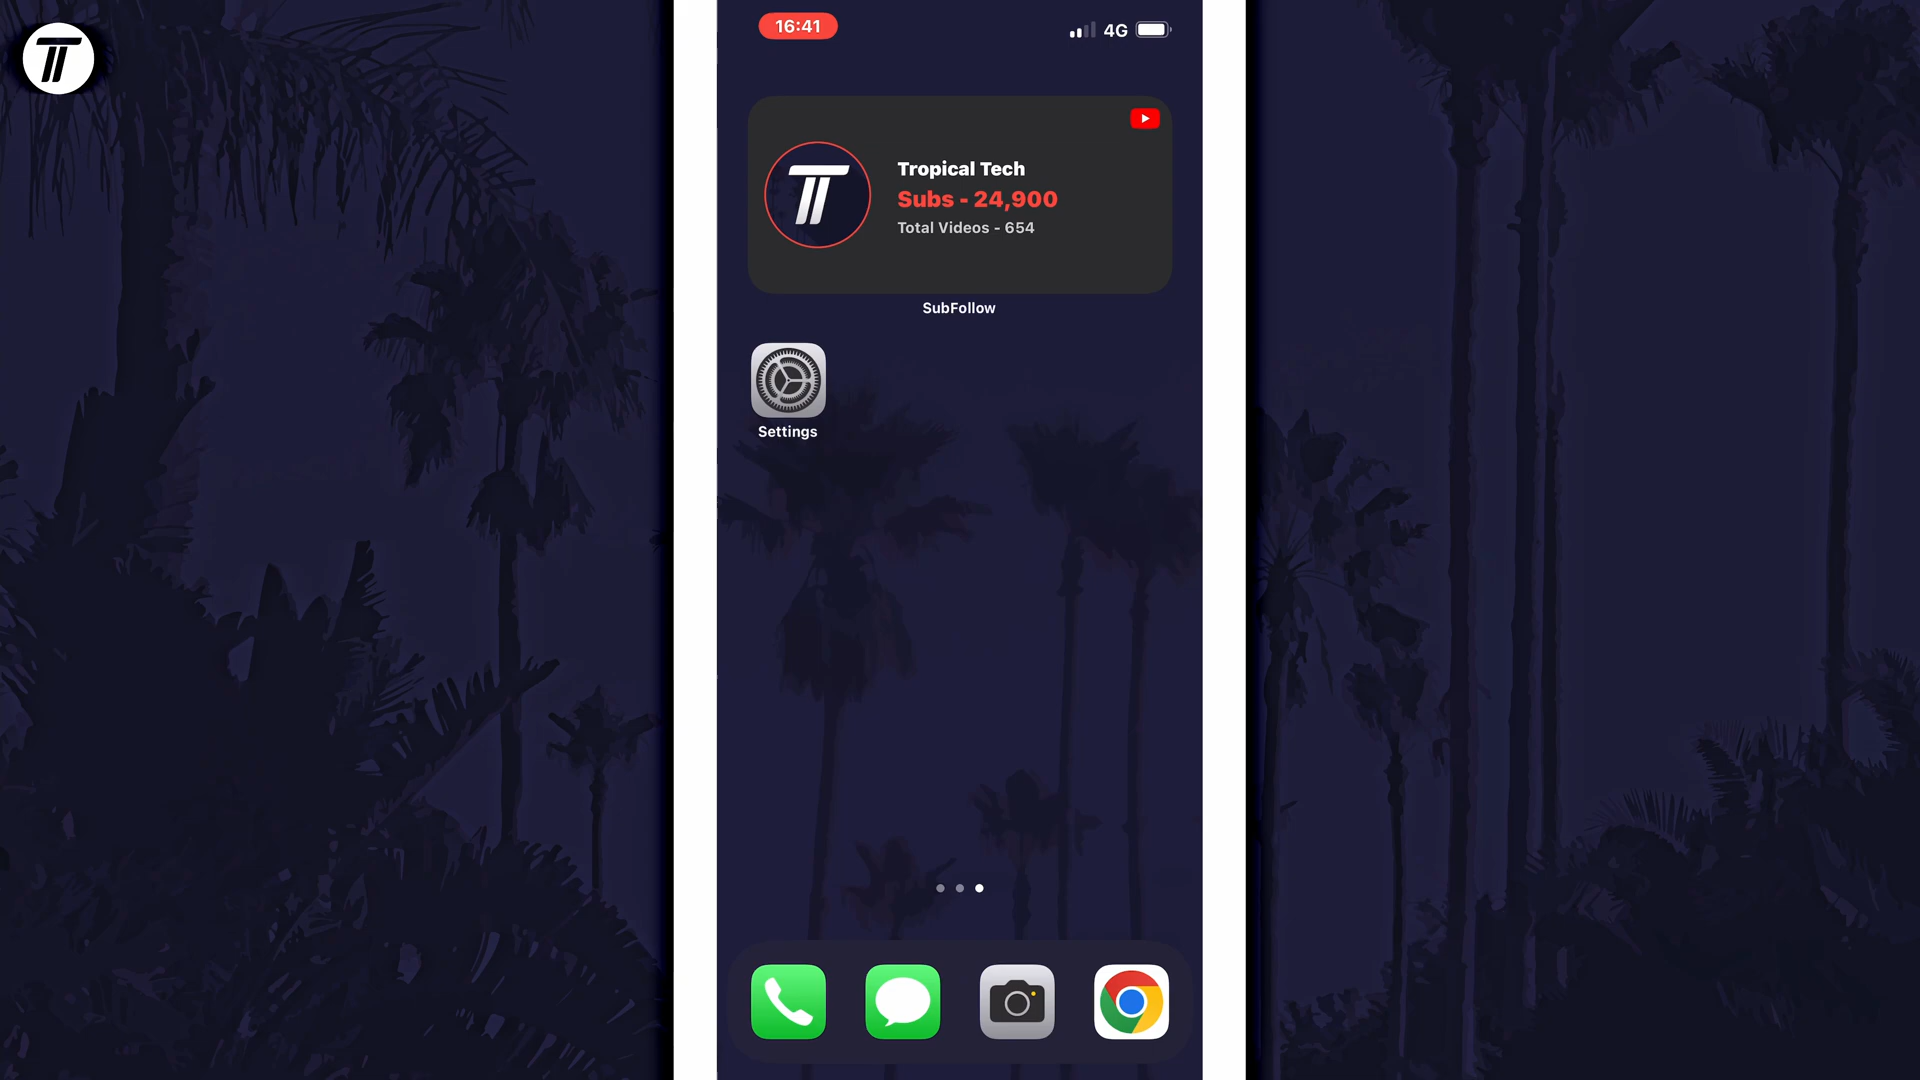 16:41
4G
Tropical Tech
Subs - 24,900
Total Videos - 654
SubFollow
Settings